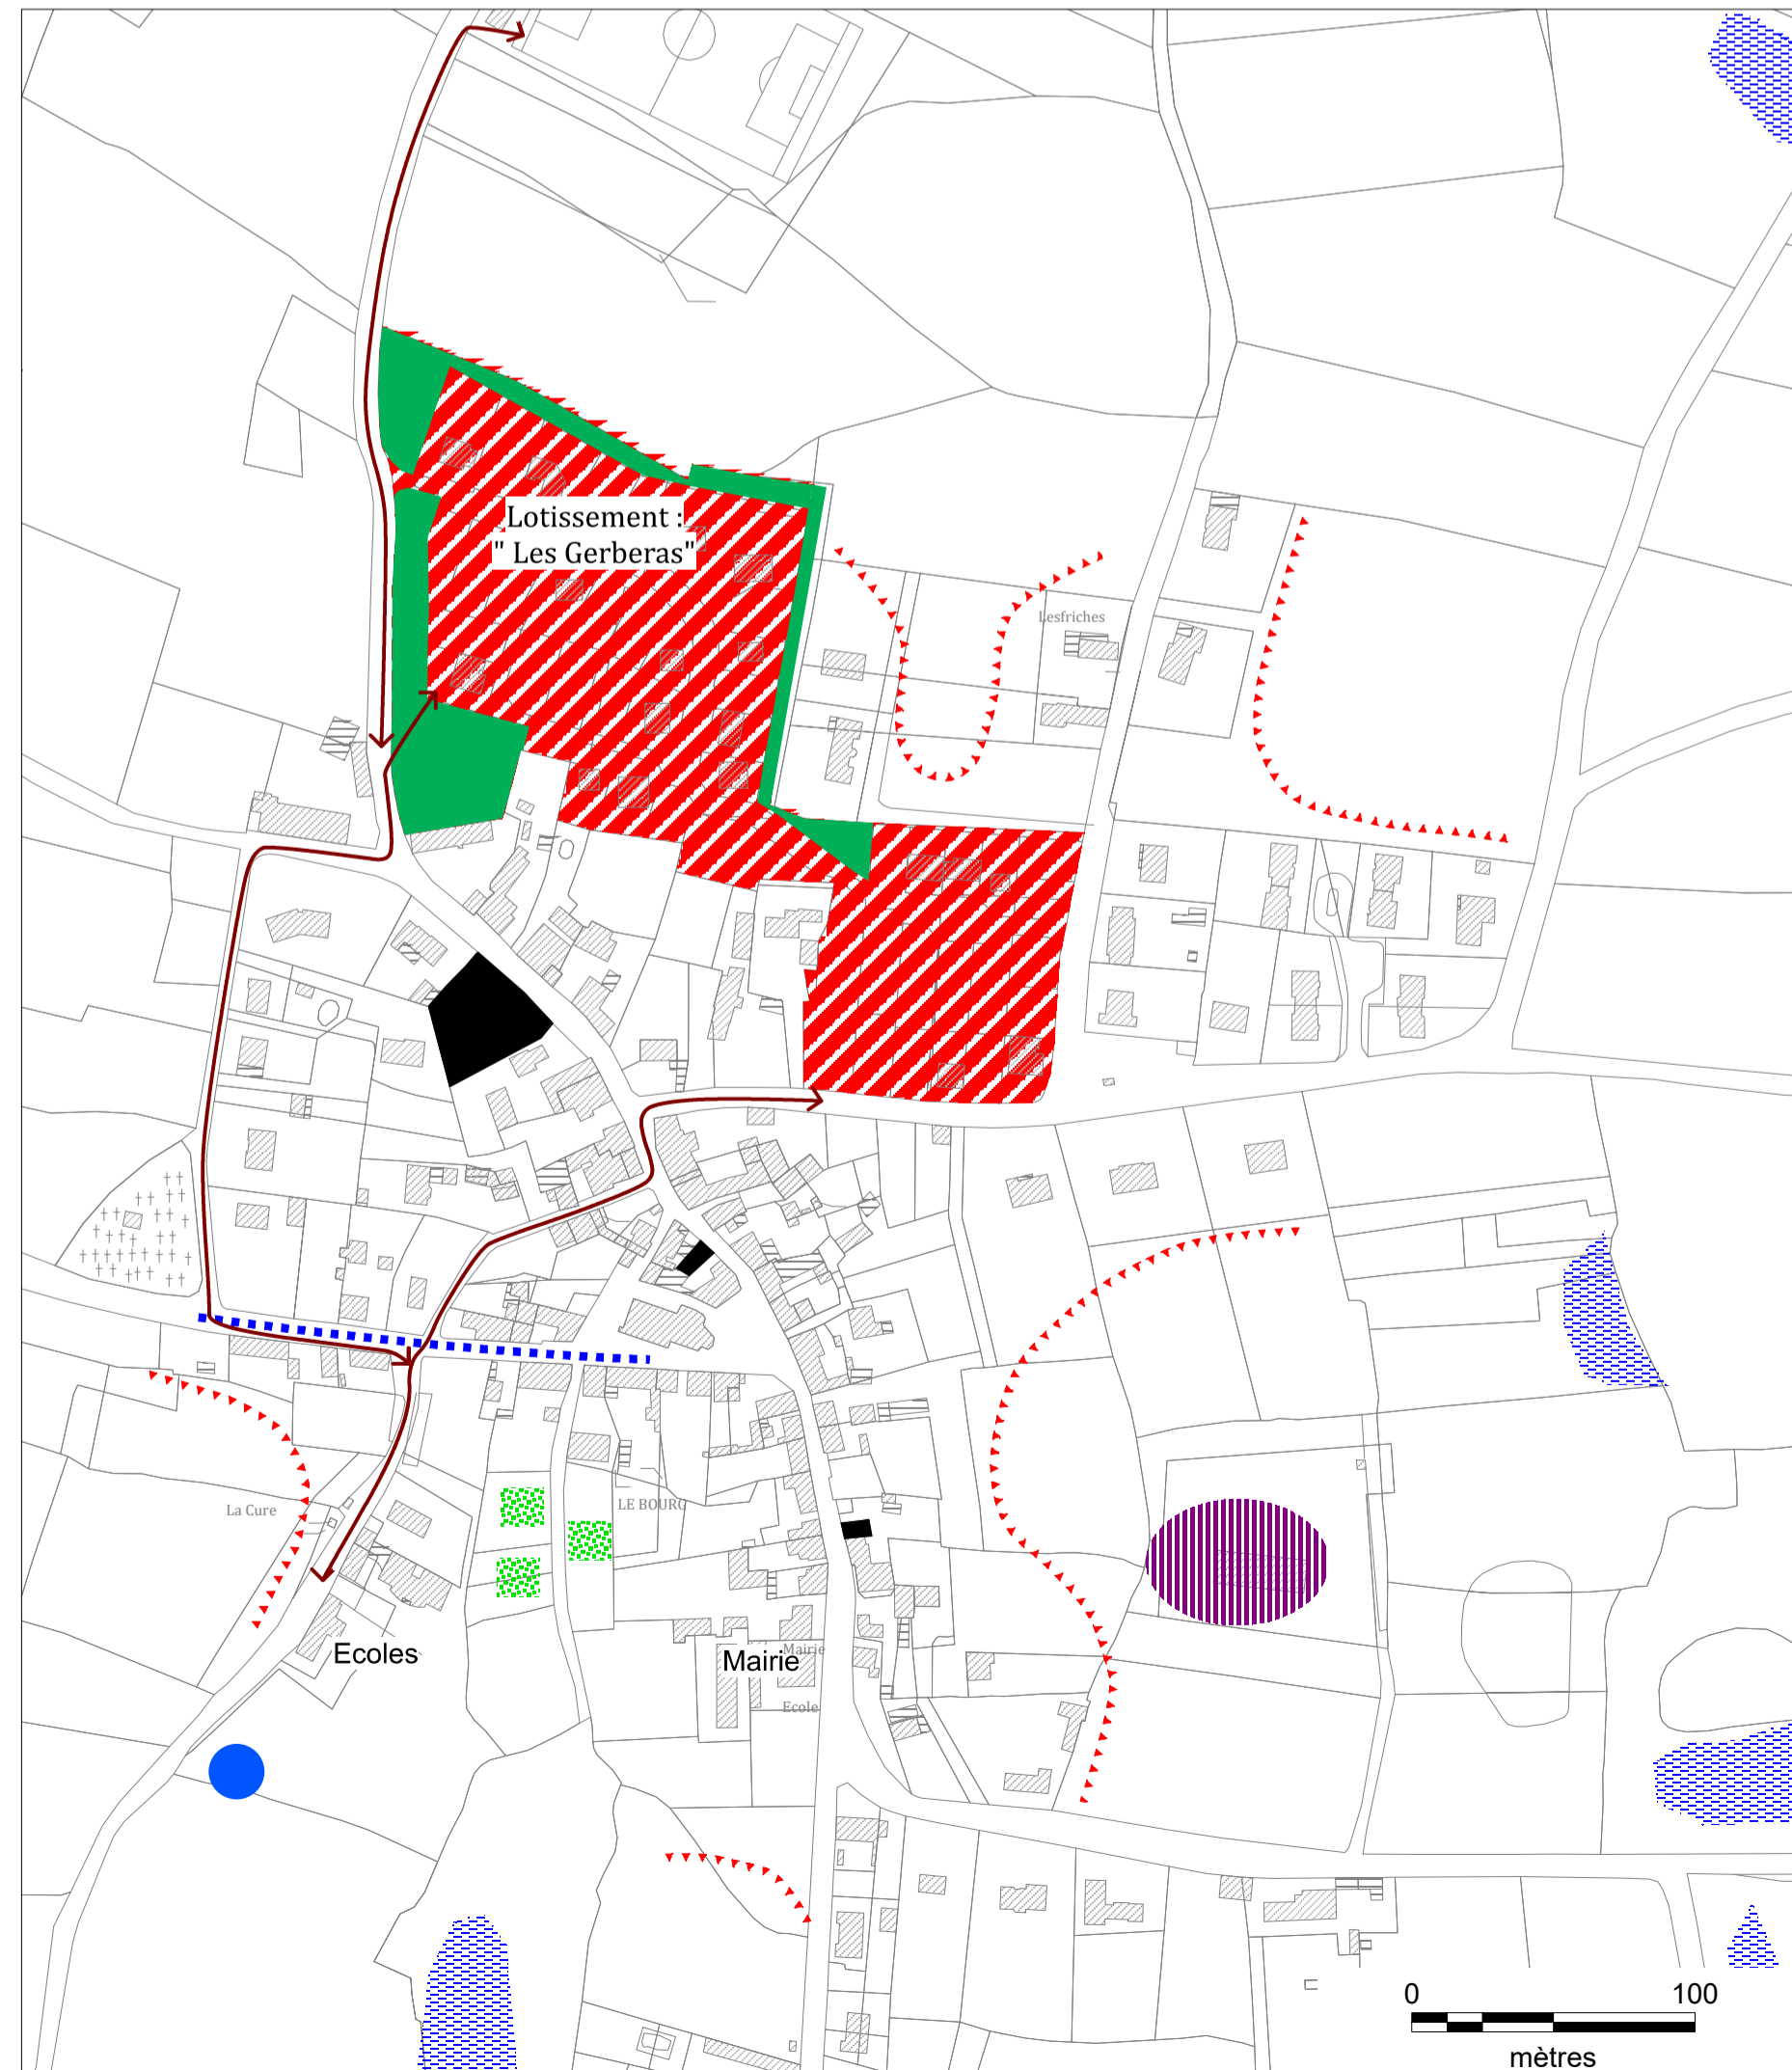 Lotissement :
" Les Gerberas"
Lesfriches
La Cure
LE BOURG
Ecoles
Mairie
Mairie
Ecole
0 100
mètres